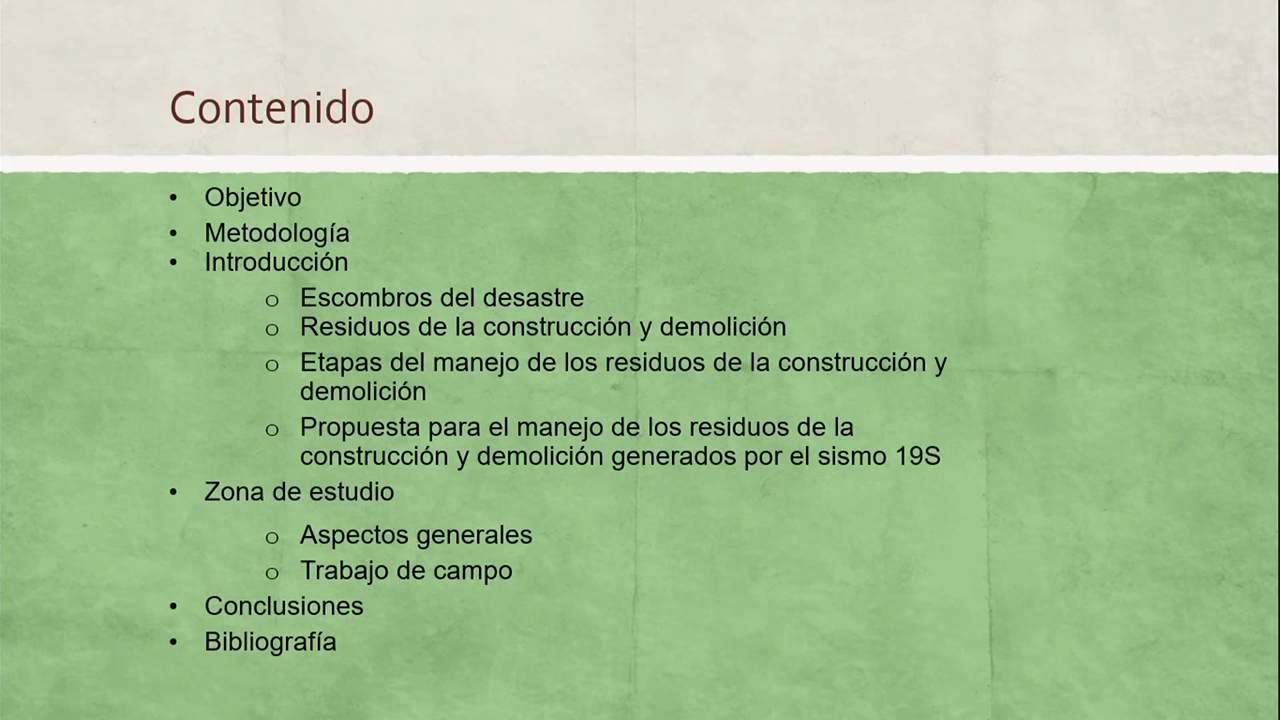 Contenido
• Objetivo
• Metodología
• Introducción
o Escombros del desastre
o Residuos de la construcción y demolición
o Etapas del manejo de los residuos de la construcción y
demolición
o Propuesta para el manejo de los residuos de la
construcción y demolición generados por el sismo 19S
• Zona de estudio
o Aspectos generales
o Trabajo de campo
• Conclusiones
• Bibliografía